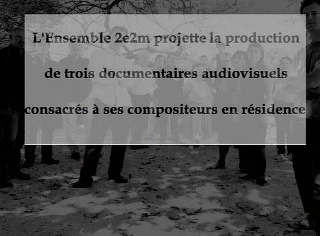 L'Ensemble 2e2m projette la production
de trois documentaires audiovisuels
consacrés à ses compositeurs en résidence